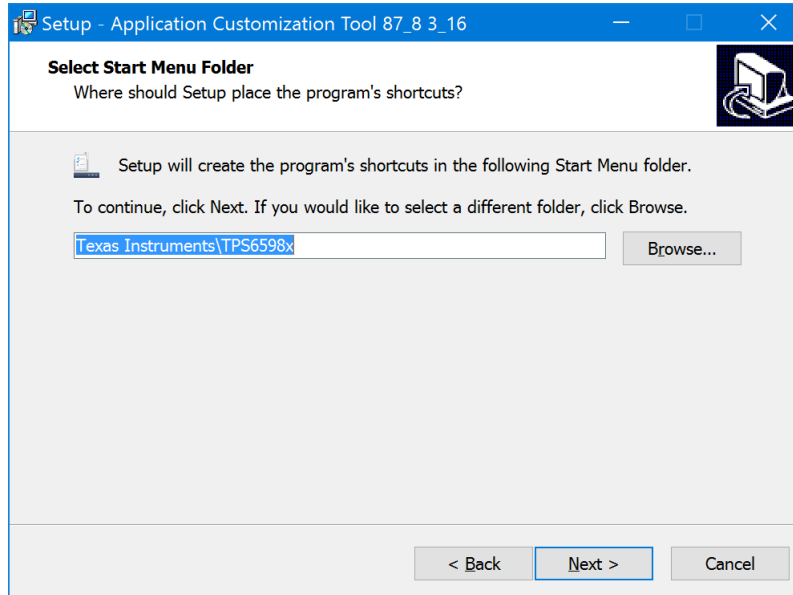 Setup - Application Customization Tool 87_8 3_16
Select Start Menu Folder
Where should Setup place the program's shortcuts?
Setup will create the program's shortcuts in the following Start Menu folder.
To continue, click Next. If you would like to select a different folder, click Browse.
Texas Instruments\TPS6598x
Browse...
< Back
Next >
Cancel